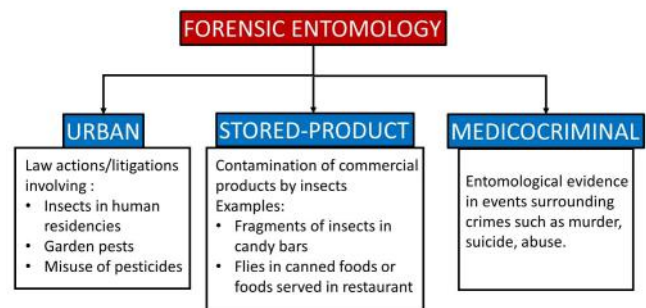 FORENSIC ENTOMOLOGY
URBAN
Law actions/litigations
involving :
• Insects in human
residencies
• Garden pests
• Misuse of pesticides
STORED-PRODUCT
Contamination of commercial
products by insects
Examples:
• Fragments of insects in
candy bars
• Flies in canned foods or
foods served in restaurant
MEDICOCRIMINAL
Entomological evidence
in events surrounding
crimes such as murder,
suicide, abuse.